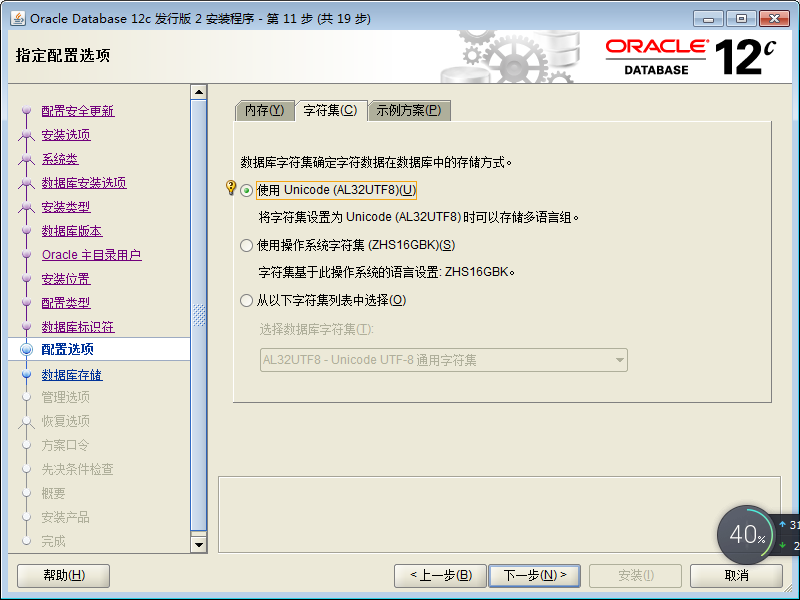 Oracle Database 12c 发行版 2 安装程序 - 第 11 步 (共 19 步)
指定配置选项
ORACLE®
DATABASE
12c
配置安全更新
安装选项
系统类
数据库安装选项
安装类型
数据库版本
Oracle 主目录用户
安装位置
配置类型
数据库标识符
配置选项
数据库存储
管理选项
恢复选项
方案口令
先决条件检查
概要
安装产品
完成
内存(Y) 字符集(C) 示例方案(P)
数据库字符集确定字符数据在数据库中的存储方式。
使用 Unicode (AL32UTF8)(U)
将字符集设置为 Unicode (AL32UTF8) 时可以存储多语言组。
使用操作系统字符集 (ZHS16GBK)(S)
字符集基于此操作系统的语言设置: ZHS16GBK。
从以下字符集列表中选择(O)
选择数据库字符集(T):
AL32UTF8 - Unicode UTF-8 通用字符集
40%
31
2
帮助(H) < 上一步(B) 下一步(N) > 安装(I) 取消